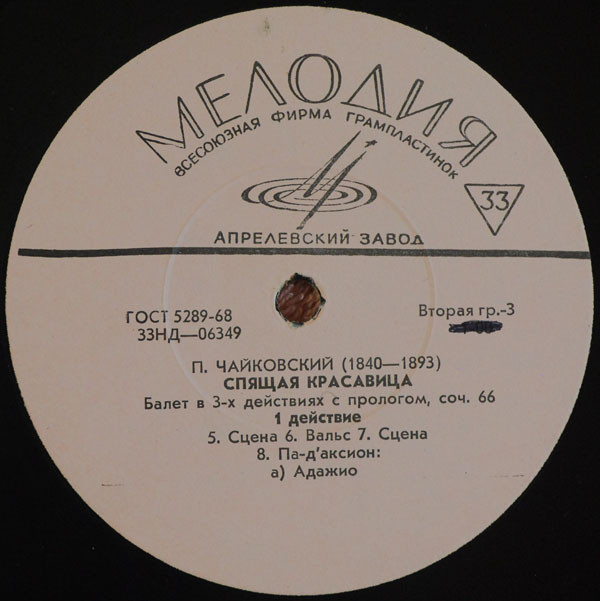 МЕЛОДИЯ
ВСЕСОЮЗНАЯ ФИРМА ГРАМПЛАСТИНОК
33
АПРЕЛЕВСКИЙ ЗАВОД
ГОСТ 5289-68
Вторая гр.-3
33НД—06349
П. ЧАЙКОВСКИЙ (1840—1893)
СПЯЩАЯ КРАСАВИЦА
Балет в 3-х действиях с прологом, соч. 66
1 действие
5. Сцена 6. Вальс 7. Сцена
8. Па-д'аксион:
а) Адажио